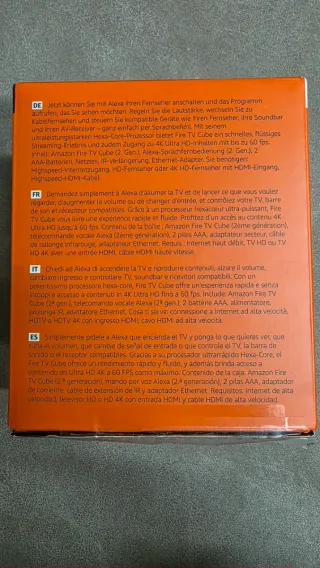 DE Jetzt können Sie mit Alexa Ihren Fernseher anschalten und das Programm
aufrufen, das Sie sehen möchten. Regeln Sie die Lautstärke, wechseln Sie zu
Kabelfernsehen und steuern Sie kompatible Geräte wie Ihren Fernseher, Ihre Soundbar
und Ihren AV-Receiver – ganz einfach per Sprachbefehl. Mit seinem
ultraleistungsstarken Hexa-Core-Prozessor bietet Fire TV Cube ein schnelles, flüssiges
Streaming-Erlebnis und zudem Zugang zu 4K Ultra HD-Inhalten mit bis zu 60 fps.
Inhalt: Amazon Fire TV Cube (2. Gen.), Alexa-Sprachfernbedienung (2. Gen.), 2
AAA-Batterien, Netzteil, IR-Verlängerung, Ethernet-Adapter. Sie benötigen:
Highspeed-Internetzugang, HD-Fernseher oder 4K HD-Fernseher mit HDMI-Eingang,
Highspeed-HDMI-Kabel.
FR Demandez simplement à Alexa d'allumer la TV et de lancer ce que vous voulez
regarder, d'augmenter le volume ou de changer d'entrée, et contrôlez votre TV, barre
de son et récepteur compatibles. Grâce à un processeur hexacœur ultra-puissant, Fire
TV Cube vous livre une expérience rapide et fluide. Profitez d'un accès au contenu 4K
Ultra HD jusqu'à 60 fps. Contenu de la boîte : Amazon Fire TV Cube (2ème génération),
télécommande vocale Alexa (2ème génération), 2 piles AAA, adaptateur secteur, câble
de rallonge infrarouge, adaptateur Ethernet. Requis : Internet haut débit, TV HD ou TV
HD 4K avec une entrée HDMI, câble HDMI haute vitesse.
IT Chiedi ad Alexa di accendere la TV e riprodurre contenuti, alzare il volume,
cambiare ingresso e controllare TV, soundbar e ricevitori compatibili. Con un
potentissimo processore hexa-core, Fire TV Cube offre un'esperienza rapida e senza
intoppi e accesso a contenuti in 4K Ultra HD fino a 60 fps. Include: Amazon Fire TV
Cube (2ª gen.), telecomando vocale Alexa (2ª gen.), 2 batterie AAA, alimentatore,
prolunga IR, adattatore Ethernet. Cosa ti serve: connessione a Internet ad alta velocità,
HDTV o HDTV 4K con ingresso HDMI; cavo HDMI ad alta velocità.
ES Simplemente pídele a Alexa que encienda el TV y ponga lo que quieres ver, que
suba el volumen, que cambie de señal de entrada o que controle el TV, la barra de
sonido o el receptor compatibles. Gracias a su procesador ultrarrápido Hexa-Core, el
Fire TV Cube ofrece un rendimiento rápido y fluido, y además brinda acceso a
contenido en Ultra HD 4K a 60 FPS como máximo. Contenido de la caja: Amazon Fire
TV Cube (2.ª generación), mando por voz Alexa (2.ª generación), 2 pilas AAA, adaptador
de corriente, cable de extensión de IR y adaptador Ethernet. Requisitos: Internet de alta
velocidad, televisor HD o HD 4K con entrada HDMI y cable HDMI de alta velocidad.